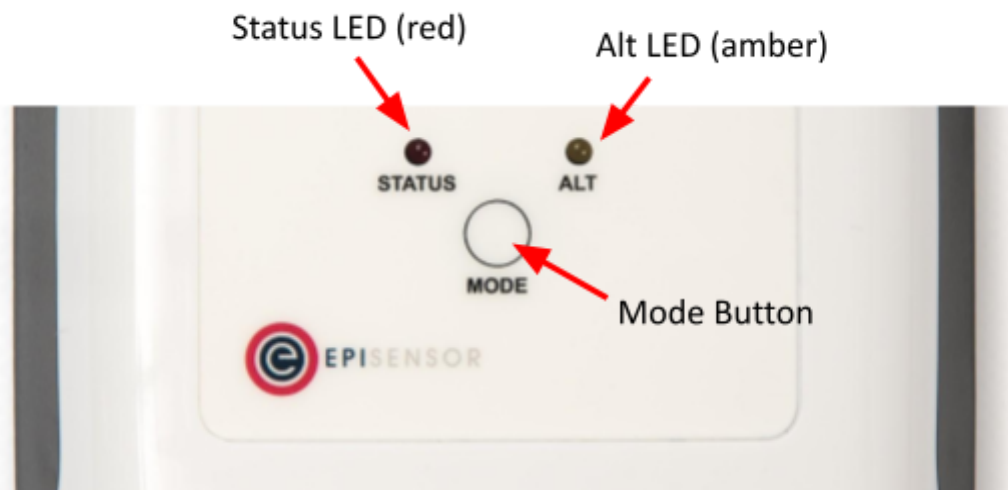 Status LED (red)
Alt LED (amber)
STATUS
ALT
MODE
Mode Button
e EPISENSOR